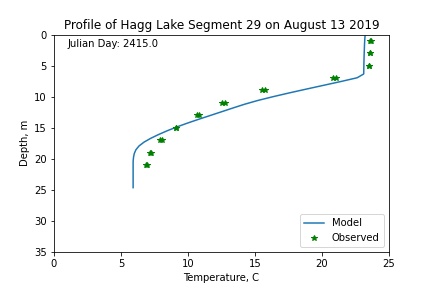 Profile of Hagg Lake Segment 29 on August 13 2019
Julian Day: 2415.0
0
5
10
15
20
25
30
35
Depth, m
0
5
10
15
20
25
Temperature, C
Model
Observed